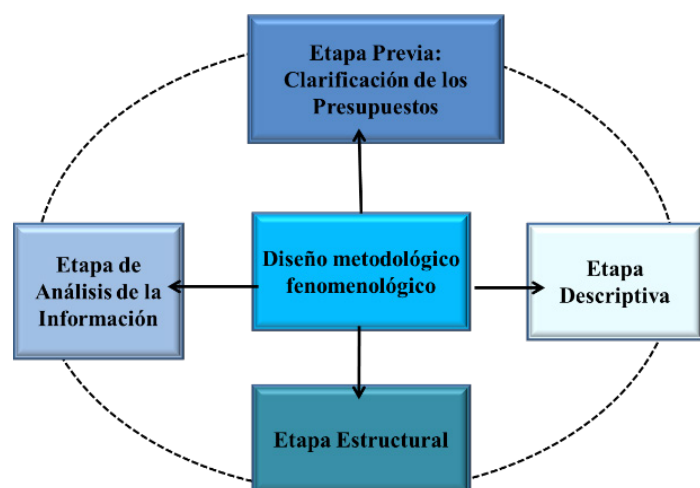 Etapa Previa:
Clarificación de los
Presupuestos
Etapa de
Análisis de la
Información
Diseño metodológico
fenomenológico
Etapa
Descriptiva
Etapa Estructural